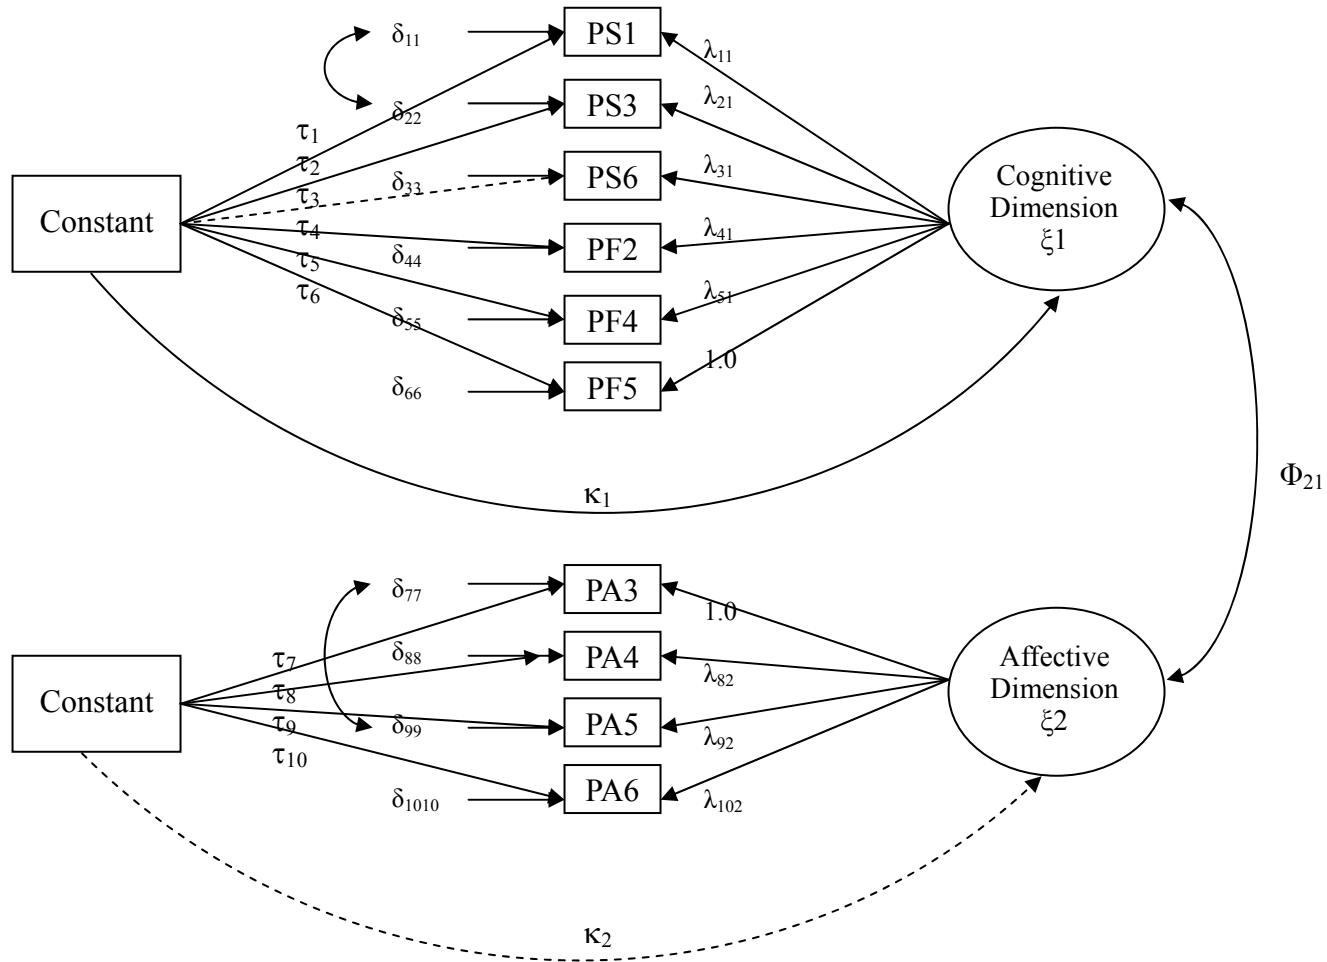 δ₁₁
PS1
λ₁₁
δ₂₂
PS3
λ₂₁
τ₁
τ₂
δ₃₃
PS6
λ₃₁
Cognitive
Dimension
ξ1
τ₃
Constant
τ₄
δ₄₄
PF2
λ₄₁
τ₅
τ₆
δ₅₅
PF4
λ₅₁
1.0
δ₆₆
PF5
κ₁
Φ₂₁
δ₇₇
PA3
1.0
τ₇
δ₈₈
PA4
λ₈₂
Affective
Dimension
ξ2
Constant
τ₈
τ₉
δ₉₉
PA5
λ₉₂
τ₁₀
δ₁₀₁₀
PA6
λ₁₀₂
κ₂